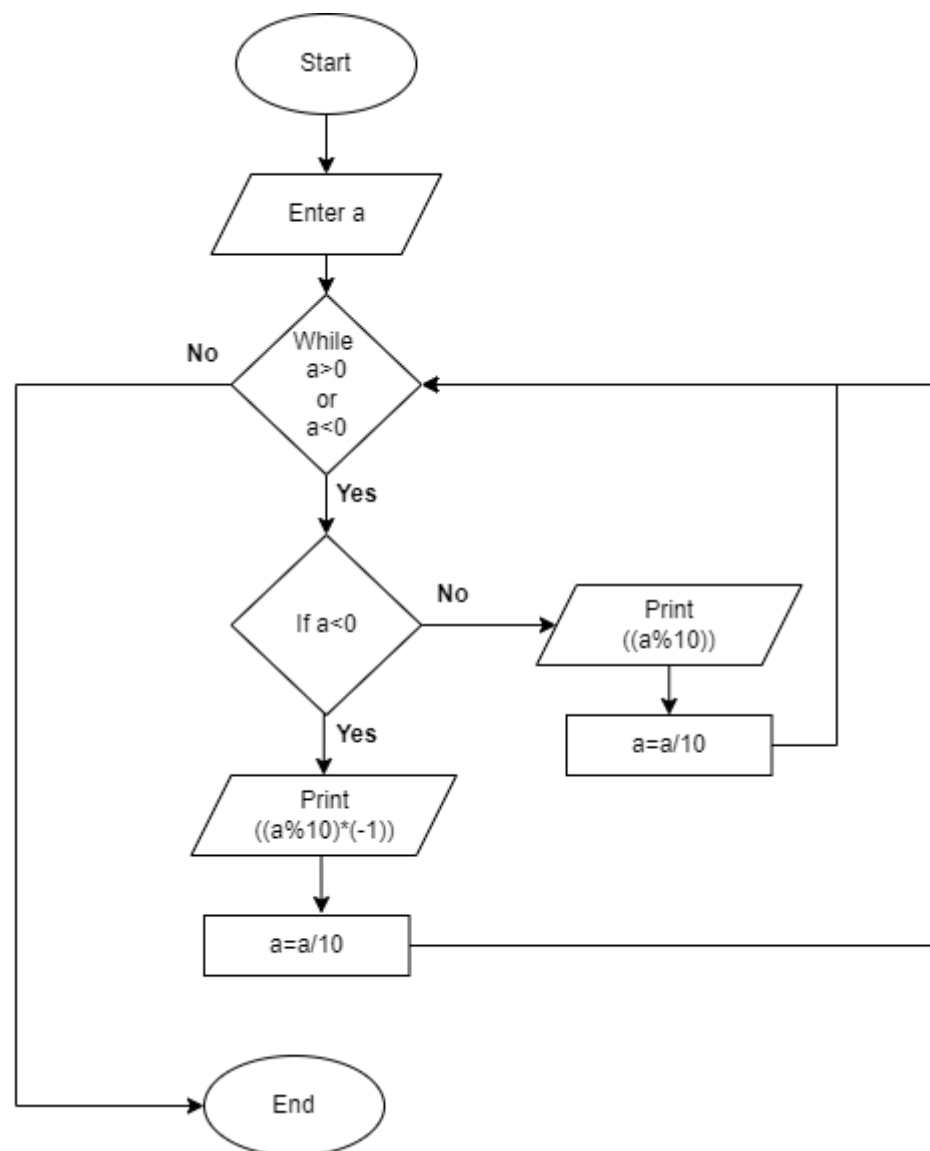 Start
Enter a
While
a>0
or
a<0
No
Yes
If a<0
No
Print
((a%10))
a=a/10
Yes
Print
((a%10)*(-1))
a=a/10
End